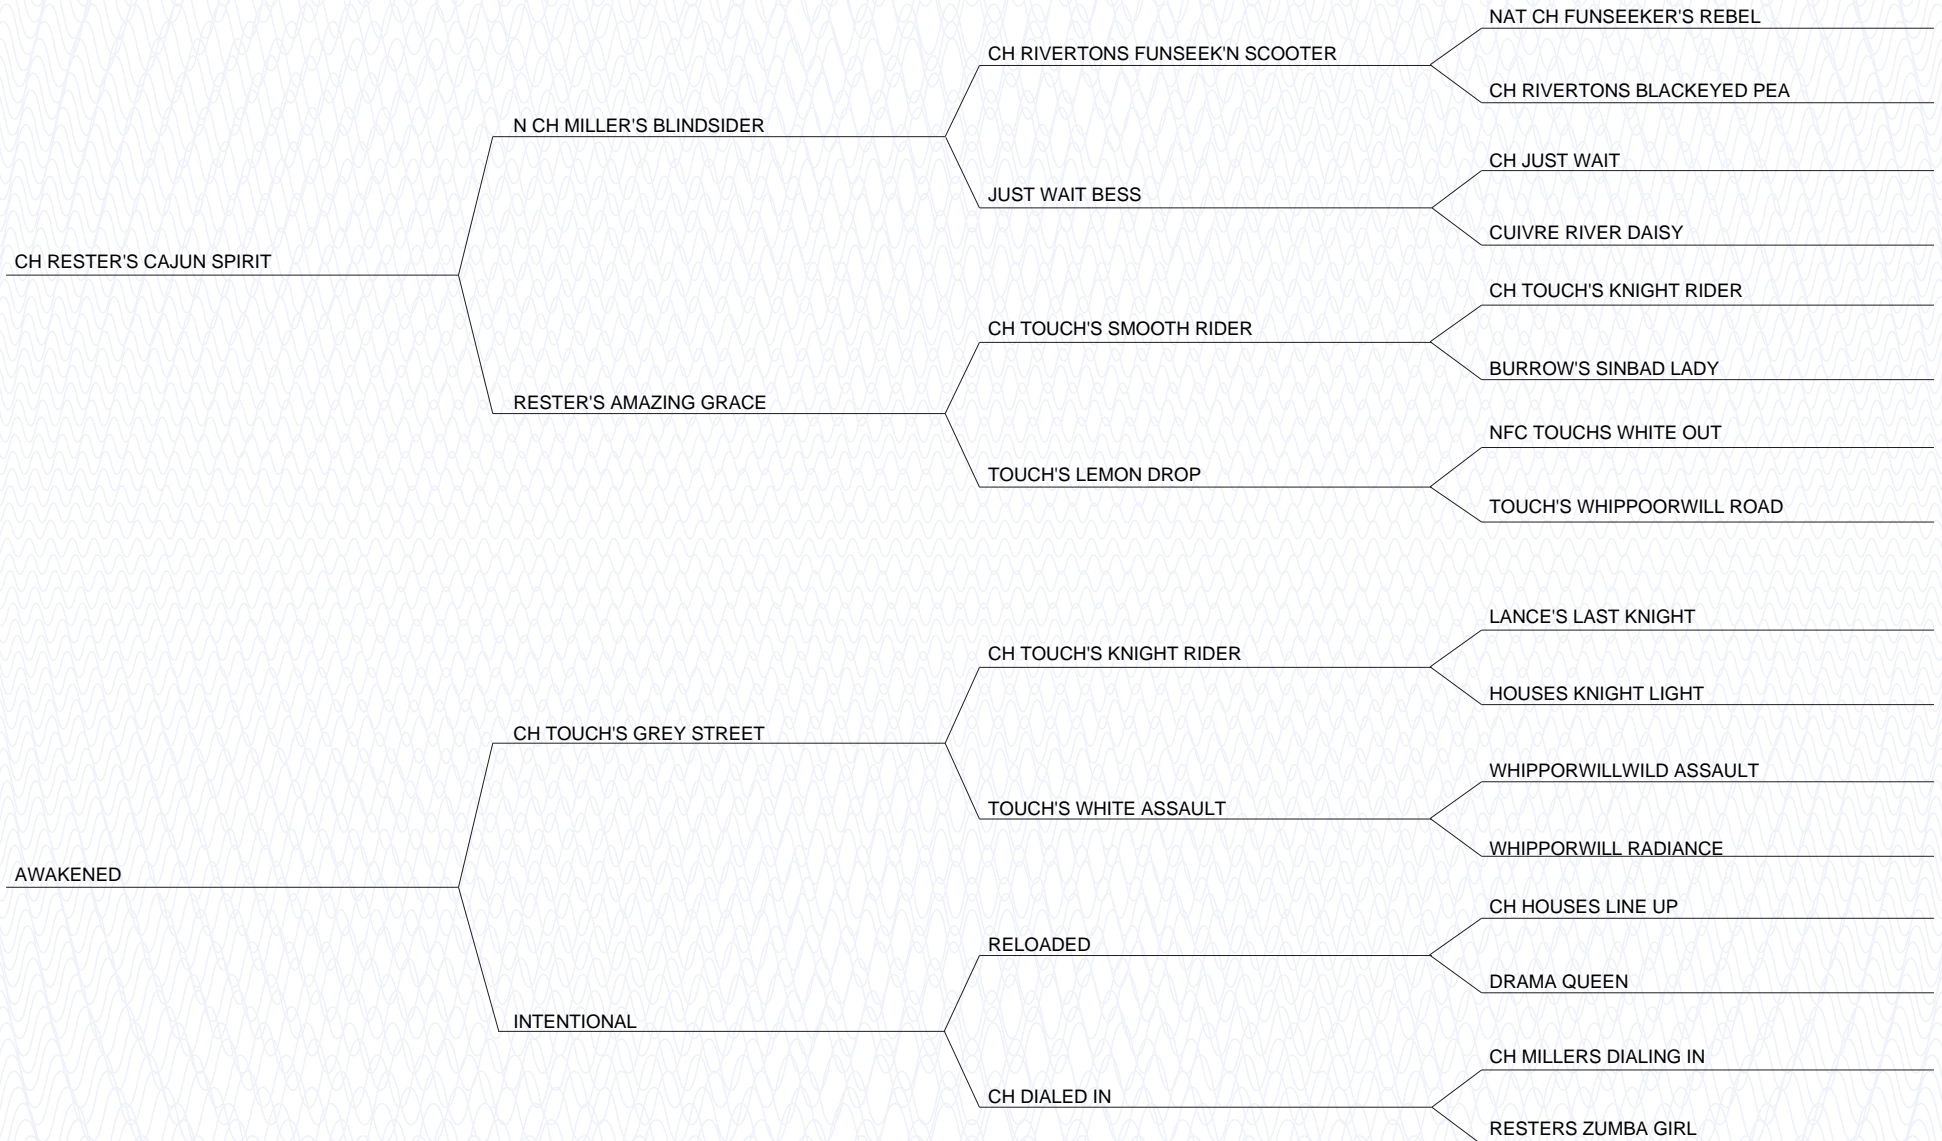 NAT CH FUNSEEKER'S REBEL
CH RIVERTONS FUNSEEK'N SCOOTER
CH RIVERTONS BLACKEYED PEA
N CH MILLER'S BLINDSIDER
CH JUST WAIT
JUST WAIT BESS
CUIVRE RIVER DAISY
CH RESTER'S CAJUN SPIRIT
CH TOUCH'S KNIGHT RIDER
CH TOUCH'S SMOOTH RIDER
BURROW'S SINBAD LADY
RESTER'S AMAZING GRACE
NFC TOUCHS WHITE OUT
TOUCH'S LEMON DROP
TOUCH'S WHIPPOORWILL ROAD
LANCE'S LAST KNIGHT
CH TOUCH'S KNIGHT RIDER
HOUSES KNIGHT LIGHT
CH TOUCH'S GREY STREET
WHIPPORWILLWILD ASSAULT
TOUCH'S WHITE ASSAULT
WHIPPORWILL RADIANCE
AWAKENED
CH HOUSES LINE UP
RELOADED
DRAMA QUEEN
INTENTIONAL
CH MILLERS DIALING IN
CH DIALED IN
RESTERS ZUMBA GIRL